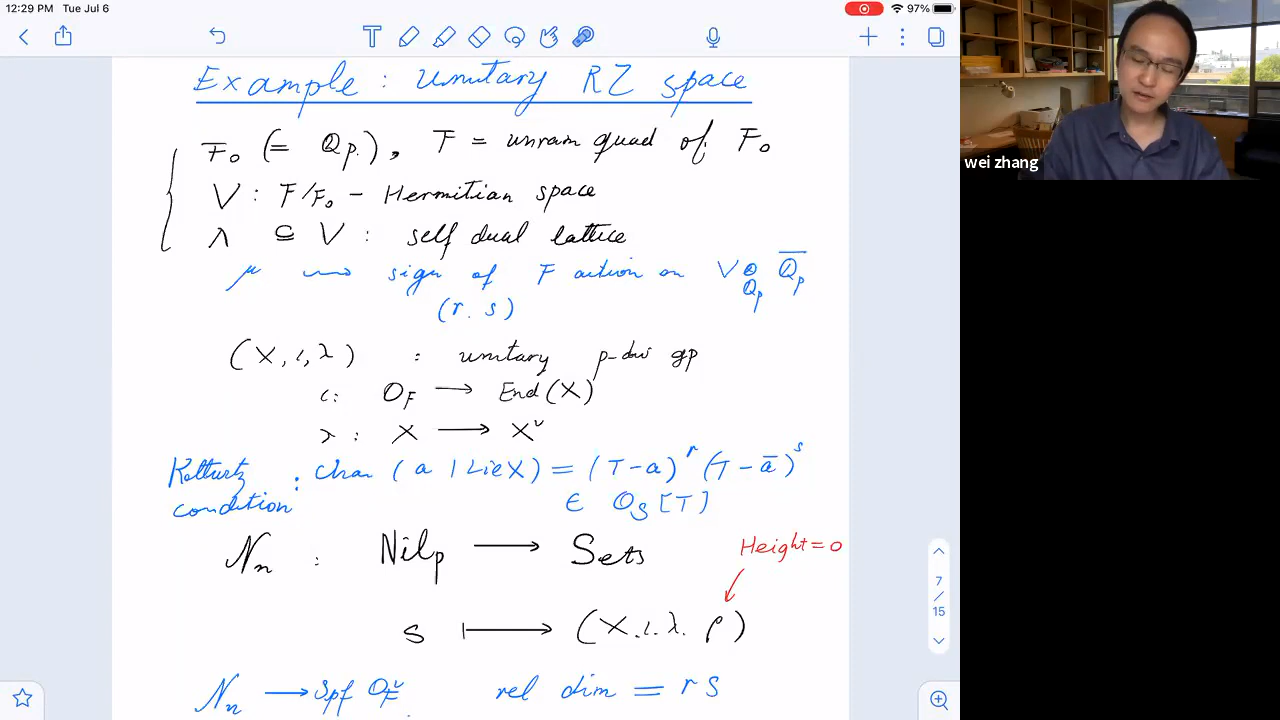 12:29 PM Tue Jul 6
97%
Example: unitary RZ space
F₀ (= Qp.), F = unram quad of F₀
V : F/F₀ - Hermitian space
λ ⊆ V : self dual lattice
μ ⟿ sign of F action on V⊗_{Qp} Q̄p
(r. s)
(X, ι, λ) : unitary p-div gp
ι: O_F → End(X)
λ : X → X^∨
Kottwitz condition : char (a | Lie X) = (T-a)^r (T-ā)^s
∈ O_S[T]
N_n : Nilp → Sets
Height = 0
S ⟼ (X. ι. λ. ρ)
N_n → Spf O_F̆ rel dim = r s
7
/
15
wei zhang